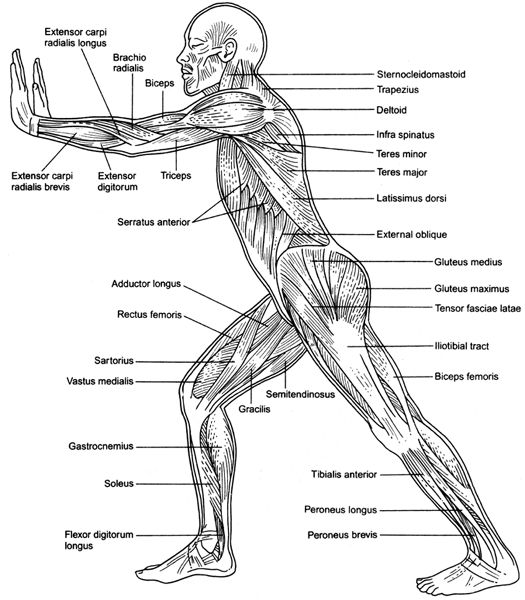 Extensor carpi
radialis longus
Brachio
radialis
Biceps
Sternocleidomastoid
Trapezius
Deltoid
Infra spinatus
Teres minor
Teres major
Latissimus dorsi
External oblique
Extensor carpi
radialis brevis
Extensor
digitorum
Triceps
Serratus anterior
Gluteus medius
Gluteus maximus
Tensor fasciae latae
Iliotibial tract
Biceps femoris
Adductor longus
Rectus femoris
Sartorius
Vastus medialis
Semitendinosus
Gracilis
Gastrocnemius
Soleus
Flexor digitorum
longus
Tibialis anterior
Peroneus longus
Peroneus brevis